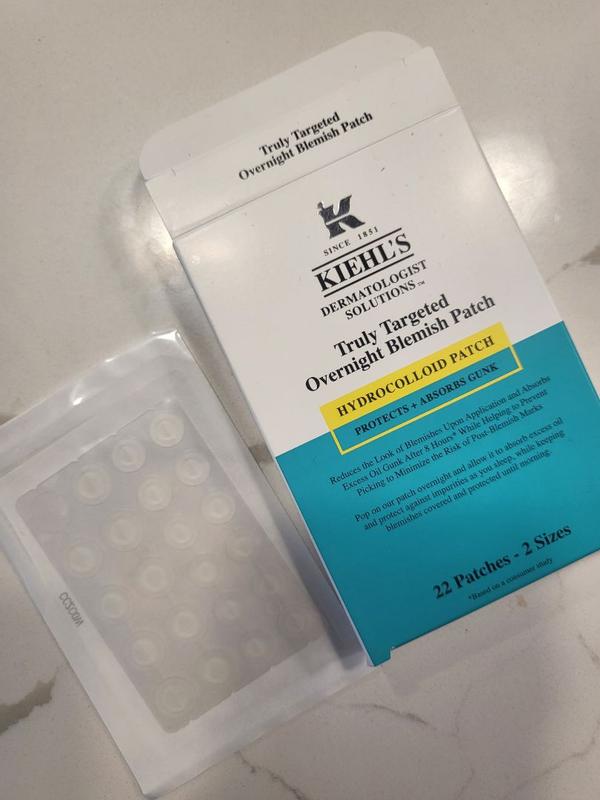 Truly Targeted
Overnight Blemish Patch
SINCE 1851
KIEHL'S
DERMATOLOGIST
SOLUTIONS™
Truly Targeted
Overnight Blemish Patch
HYDROCOLLOID PATCH
PROTECTS + ABSORBS GUNK
Reduces the Look of Blemishes Upon Application and Absorbs
Excess Oil Gunk After 8 Hours* While Helping to Prevent
Picking to Minimize the Risk of Post-Blemish Marks
Pop on our patch overnight and allow it to absorb excess oil
and protect against impurities as you sleep, while keeping
blemishes covered and protected until morning.
22 Patches - 2 Sizes
*Based on a consumer study